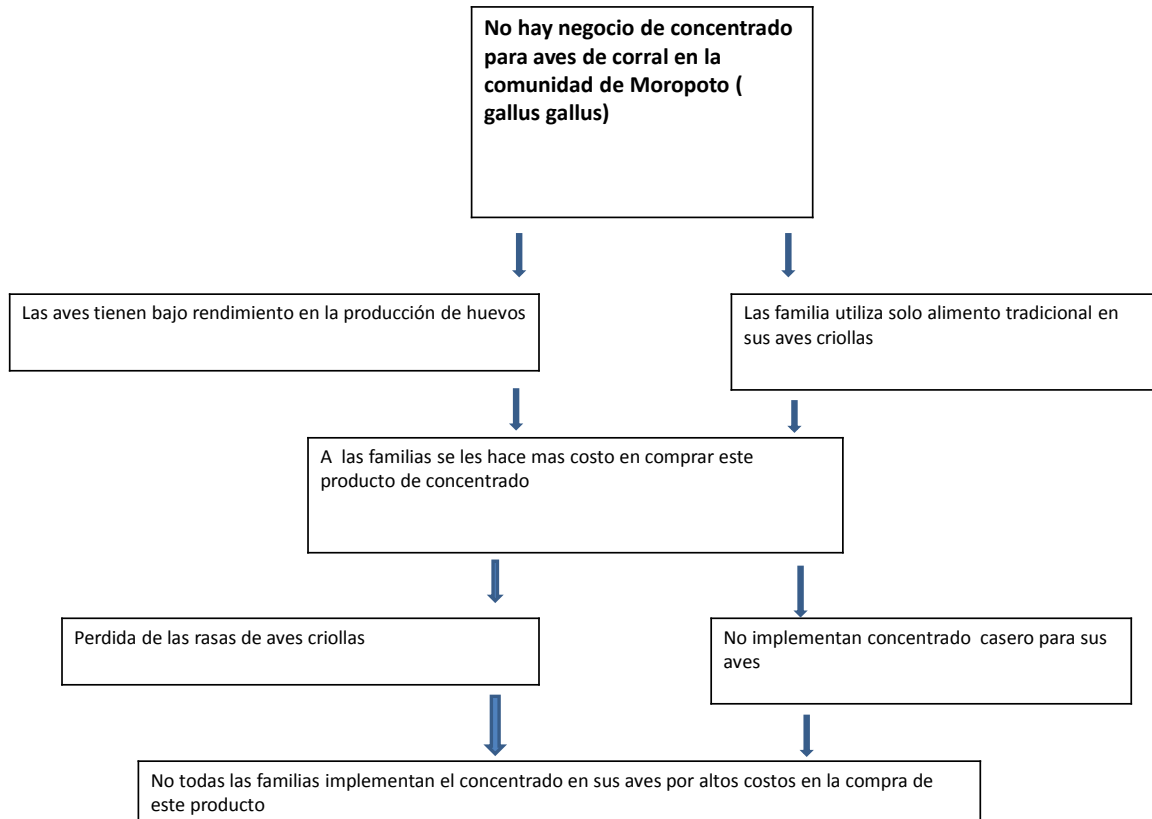 No hay negocio de concentrado
para aves de corral en la
comunidad de Moropoto (
gallus gallus)
Las aves tienen bajo rendimiento en la producción de huevos
Las familia utiliza solo alimento tradicional en
sus aves criollas
A  las familias se les hace mas costo en comprar este
producto de concentrado
Perdida de las rasas de aves criollas
No implementan concentrado  casero para sus
aves
No todas las familias implementan el concentrado en sus aves por altos costos en la compra de
este producto